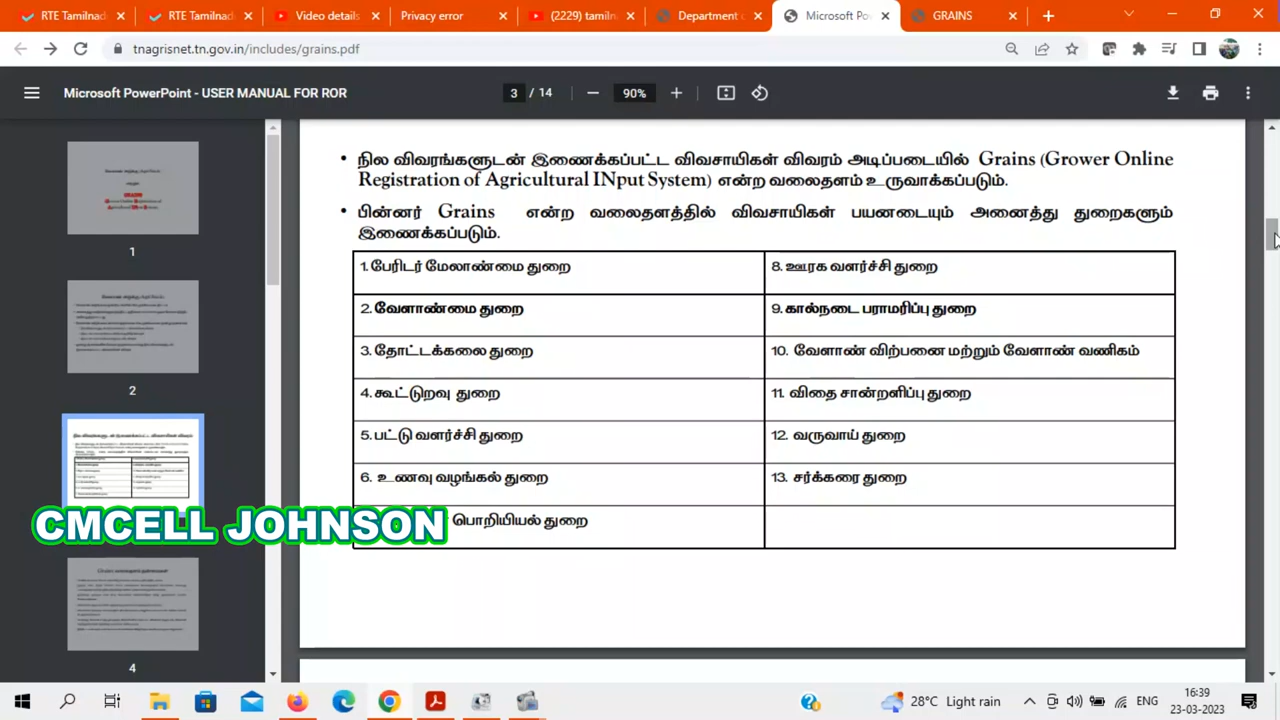 RTE Tamilnad
RTE Tamilnad
Video details
Privacy error
(2229) tamiln
Department o
Microsoft Po
GRAINS
tnagrisnet.tn.gov.in/includes/grains.pdf
Microsoft PowerPoint - USER MANUAL FOR ROR
3 / 14
90%
• நில விவரங்களுடன் இணைக்கப்பட்ட விவசாயிகள் விவரம் அடிப்படையில் Grains (Grower Online
Registration of Agricultural INput System) என்ற வலைதளம் உருவாக்கப்படும்.
• பின்னர் Grains என்ற வலைதளத்தில் விவசாயிகள் பயனடையும் அனைத்து துறைகளும்
இணைக்கப்படும்.
1. பேரிடர் மேலாண்மை துறை
8. ஊரக வளர்ச்சி துறை
2. வேளாண்மை துறை
9. கால்நடை பராமரிப்பு துறை
3. தோட்டக்கலை துறை
10. வேளாண் விற்பனை மற்றும் வேளாண் வணிகம்
4. கூட்டுறவு துறை
11. விதை சான்றளிப்பு துறை
5. பட்டு வளர்ச்சி துறை
12. வருவாய் துறை
6. உணவு வழங்கல் துறை
13. சர்க்கரை துறை
பொறியியல் துறை
1
2
4
CMCELL JOHNSON
28°C Light rain
ENG
16:39
23-03-2023